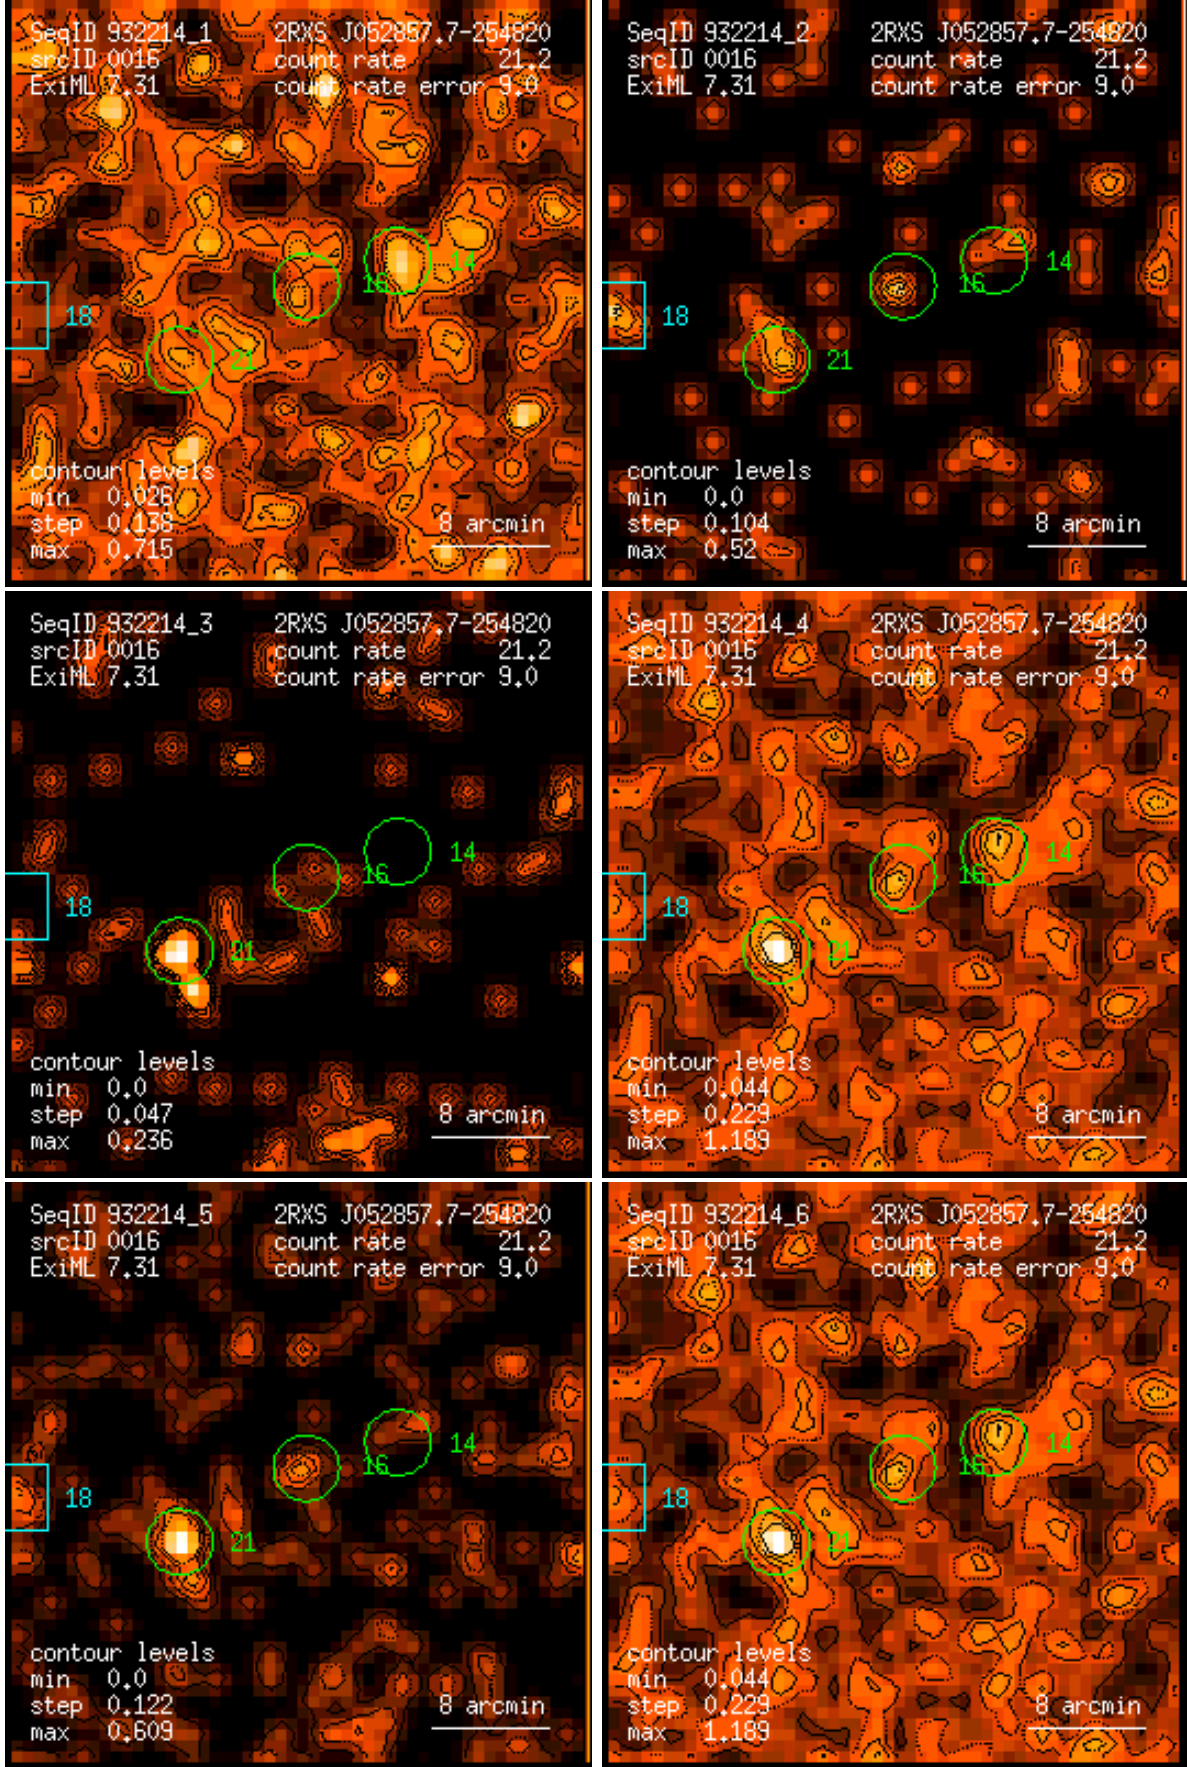 SeqID 932214_1 2RXS J052857.7-254820
srcID 0016 count rate 21.2
ExiML 7.31 count rate error 9.0
14
16
18
21
contour levels
min 0.026
step 0.138 8 arcmin
max 0.715
SeqID 932214_2 2RXS J052857.7-254820
srcID 0016 count rate 21.2
ExiML 7.31 count rate error 9.0
14
16
18
21
contour levels
min 0.0
step 0.104 8 arcmin
max 0.52
SeqID 932214_3 2RXS J052857.7-254820
srcID 0016 count rate 21.2
ExiML 7.31 count rate error 9.0
14
16
18
21
contour levels
min 0.0
step 0.047 8 arcmin
max 0.236
SeqID 932214_4 2RXS J052857.7-254820
srcID 0016 count rate 21.2
ExiML 7.31 count rate error 9.0
14
16
18
21
contour levels
min 0.044
step 0.229 8 arcmin
max 1.189
SeqID 932214_5 2RXS J052857.7-254820
srcID 0016 count rate 21.2
ExiML 7.31 count rate error 9.0
14
16
18
21
contour levels
min 0.0
step 0.122 8 arcmin
max 0.609
SeqID 932214_6 2RXS J052857.7-254820
srcID 0016 count rate 21.2
ExiML 7.31 count rate error 9.0
14
16
18
21
contour levels
min 0.044
step 0.229 8 arcmin
max 1.189